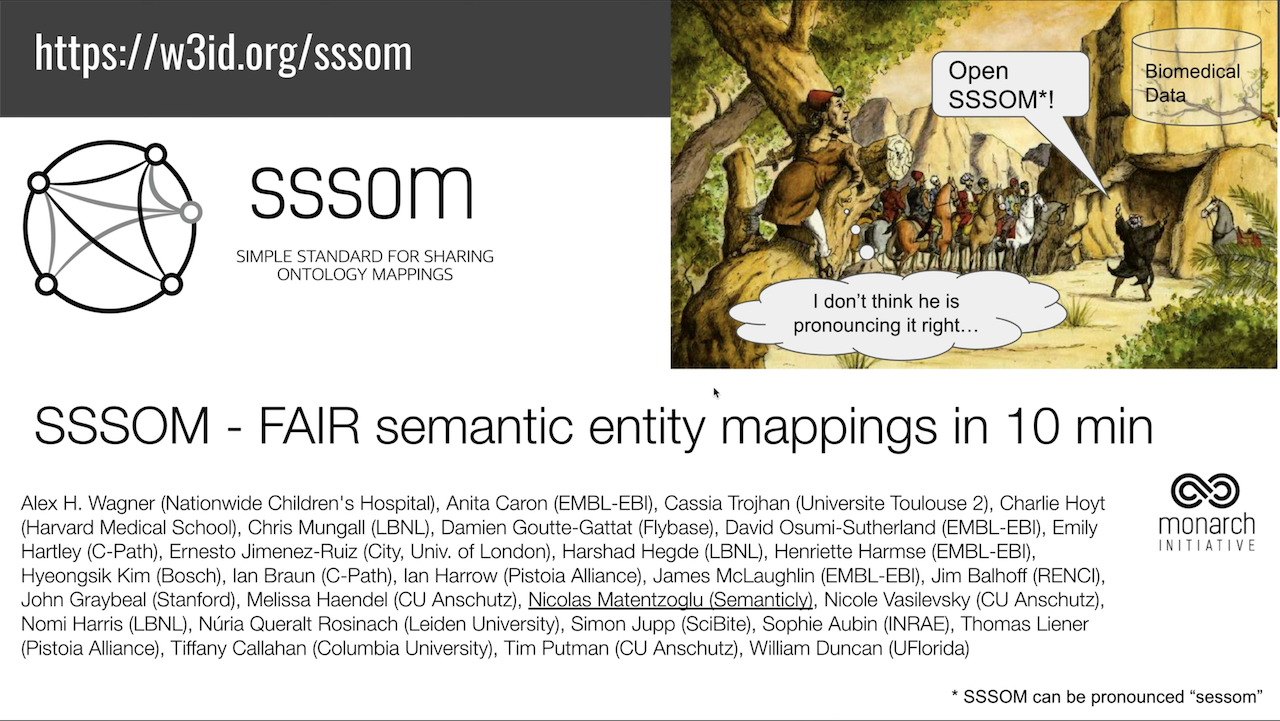 https://w3id.org/sssom
Open
SSSOM*!
Biomedical
Data
I don't think he is
pronouncing it right...
sssom
SIMPLE STANDARD FOR SHARING
ONTOLOGY MAPPINGS
SSSOM - FAIR semantic entity mappings in 10 min
Alex H. Wagner (Nationwide Children's Hospital), Anita Caron (EMBL-EBI), Cassia Trojhan (Universite Toulouse 2), Charlie Hoyt
(Harvard Medical School), Chris Mungall (LBNL), Damien Goutte-Gattat (Flybase), David Osumi-Sutherland (EMBL-EBI), Emily
Hartley (C-Path), Ernesto Jimenez-Ruiz (City, Univ. of London), Harshad Hegde (LBNL), Henriette Harmse (EMBL-EBI),
Hyeongsik Kim (Bosch), Ian Braun (C-Path), Ian Harrow (Pistoia Alliance), James McLaughlin (EMBL-EBI), Jim Balhoff (RENCI),
John Graybeal (Stanford), Melissa Haendel (CU Anschutz), Nicolas Matentzoglu (Semanticly), Nicole Vasilevsky (CU Anschutz),
Nomi Harris (LBNL), Núria Queralt Rosinach (Leiden University), Simon Jupp (SciBite), Sophie Aubin (INRAE), Thomas Liener
(Pistoia Alliance), Tiffany Callahan (Columbia University), Tim Putman (CU Anschutz), William Duncan (UFlorida)
monarch
INITIATIVE
* SSSOM can be pronounced “sessom”